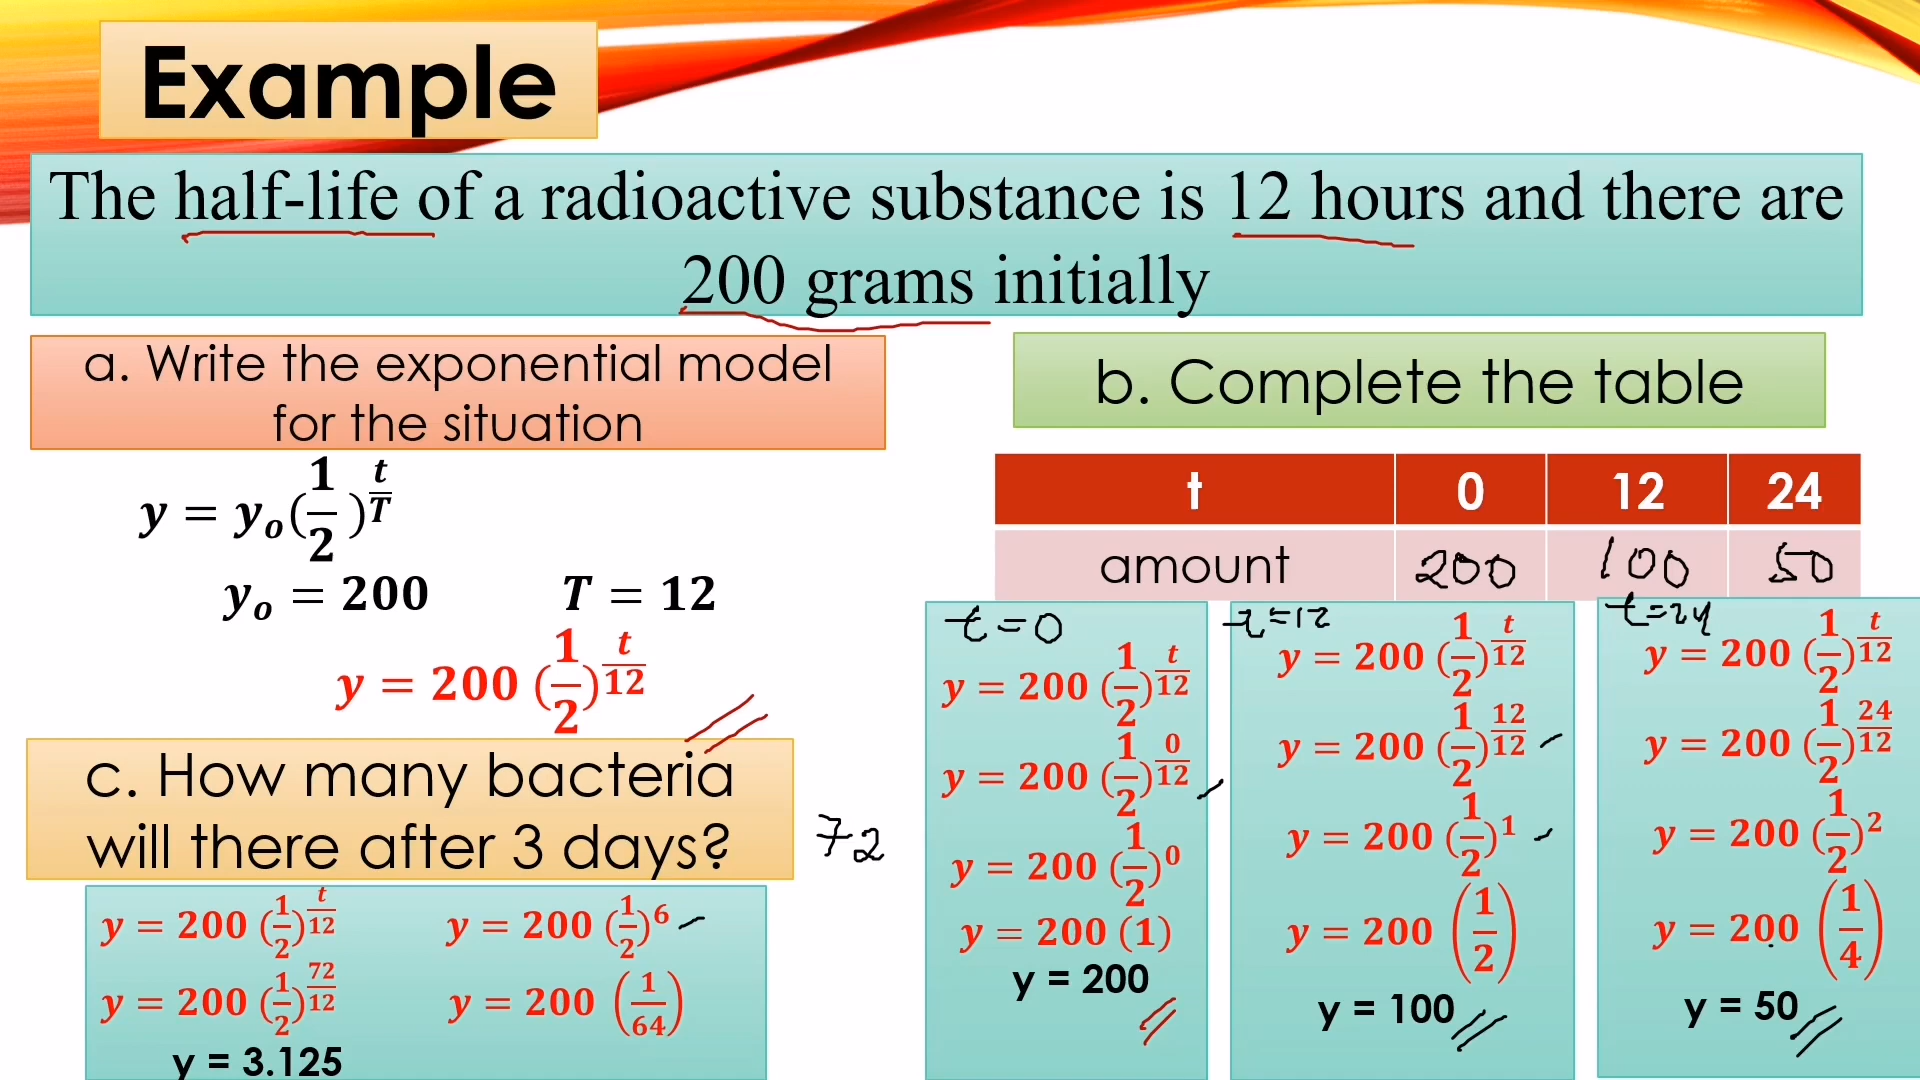 Example
The half-life of a radioactive substance is 12 hours and there are
200 grams initially
a. Write the exponential model
for the situation
y = y₀(1/2)^(t/T)
y₀ = 200    T = 12
y = 200 (1/2)^(t/12)
b. Complete the table
t 0 12 24
amount 200 100 50
t=0
y = 200 (1/2)^(t/12)
y = 200 (1/2)^(0/12)
y = 200 (1/2)^0
y = 200 (1)
y = 200
t=12
y = 200 (1/2)^(t/12)
y = 200 (1/2)^(12/12)
y = 200 (1/2)^1
y = 200 (1/2)
y = 100
t=24
y = 200 (1/2)^(t/12)
y = 200 (1/2)^(24/12)
y = 200 (1/2)^2
y = 200 (1/4)
y = 50
c. How many bacteria
will there after 3 days?
72
y = 200 (1/2)^(t/12)
y = 200 (1/2)^(72/12)
y = 200 (1/2)^6
y = 200 (1/64)
y = 3.125